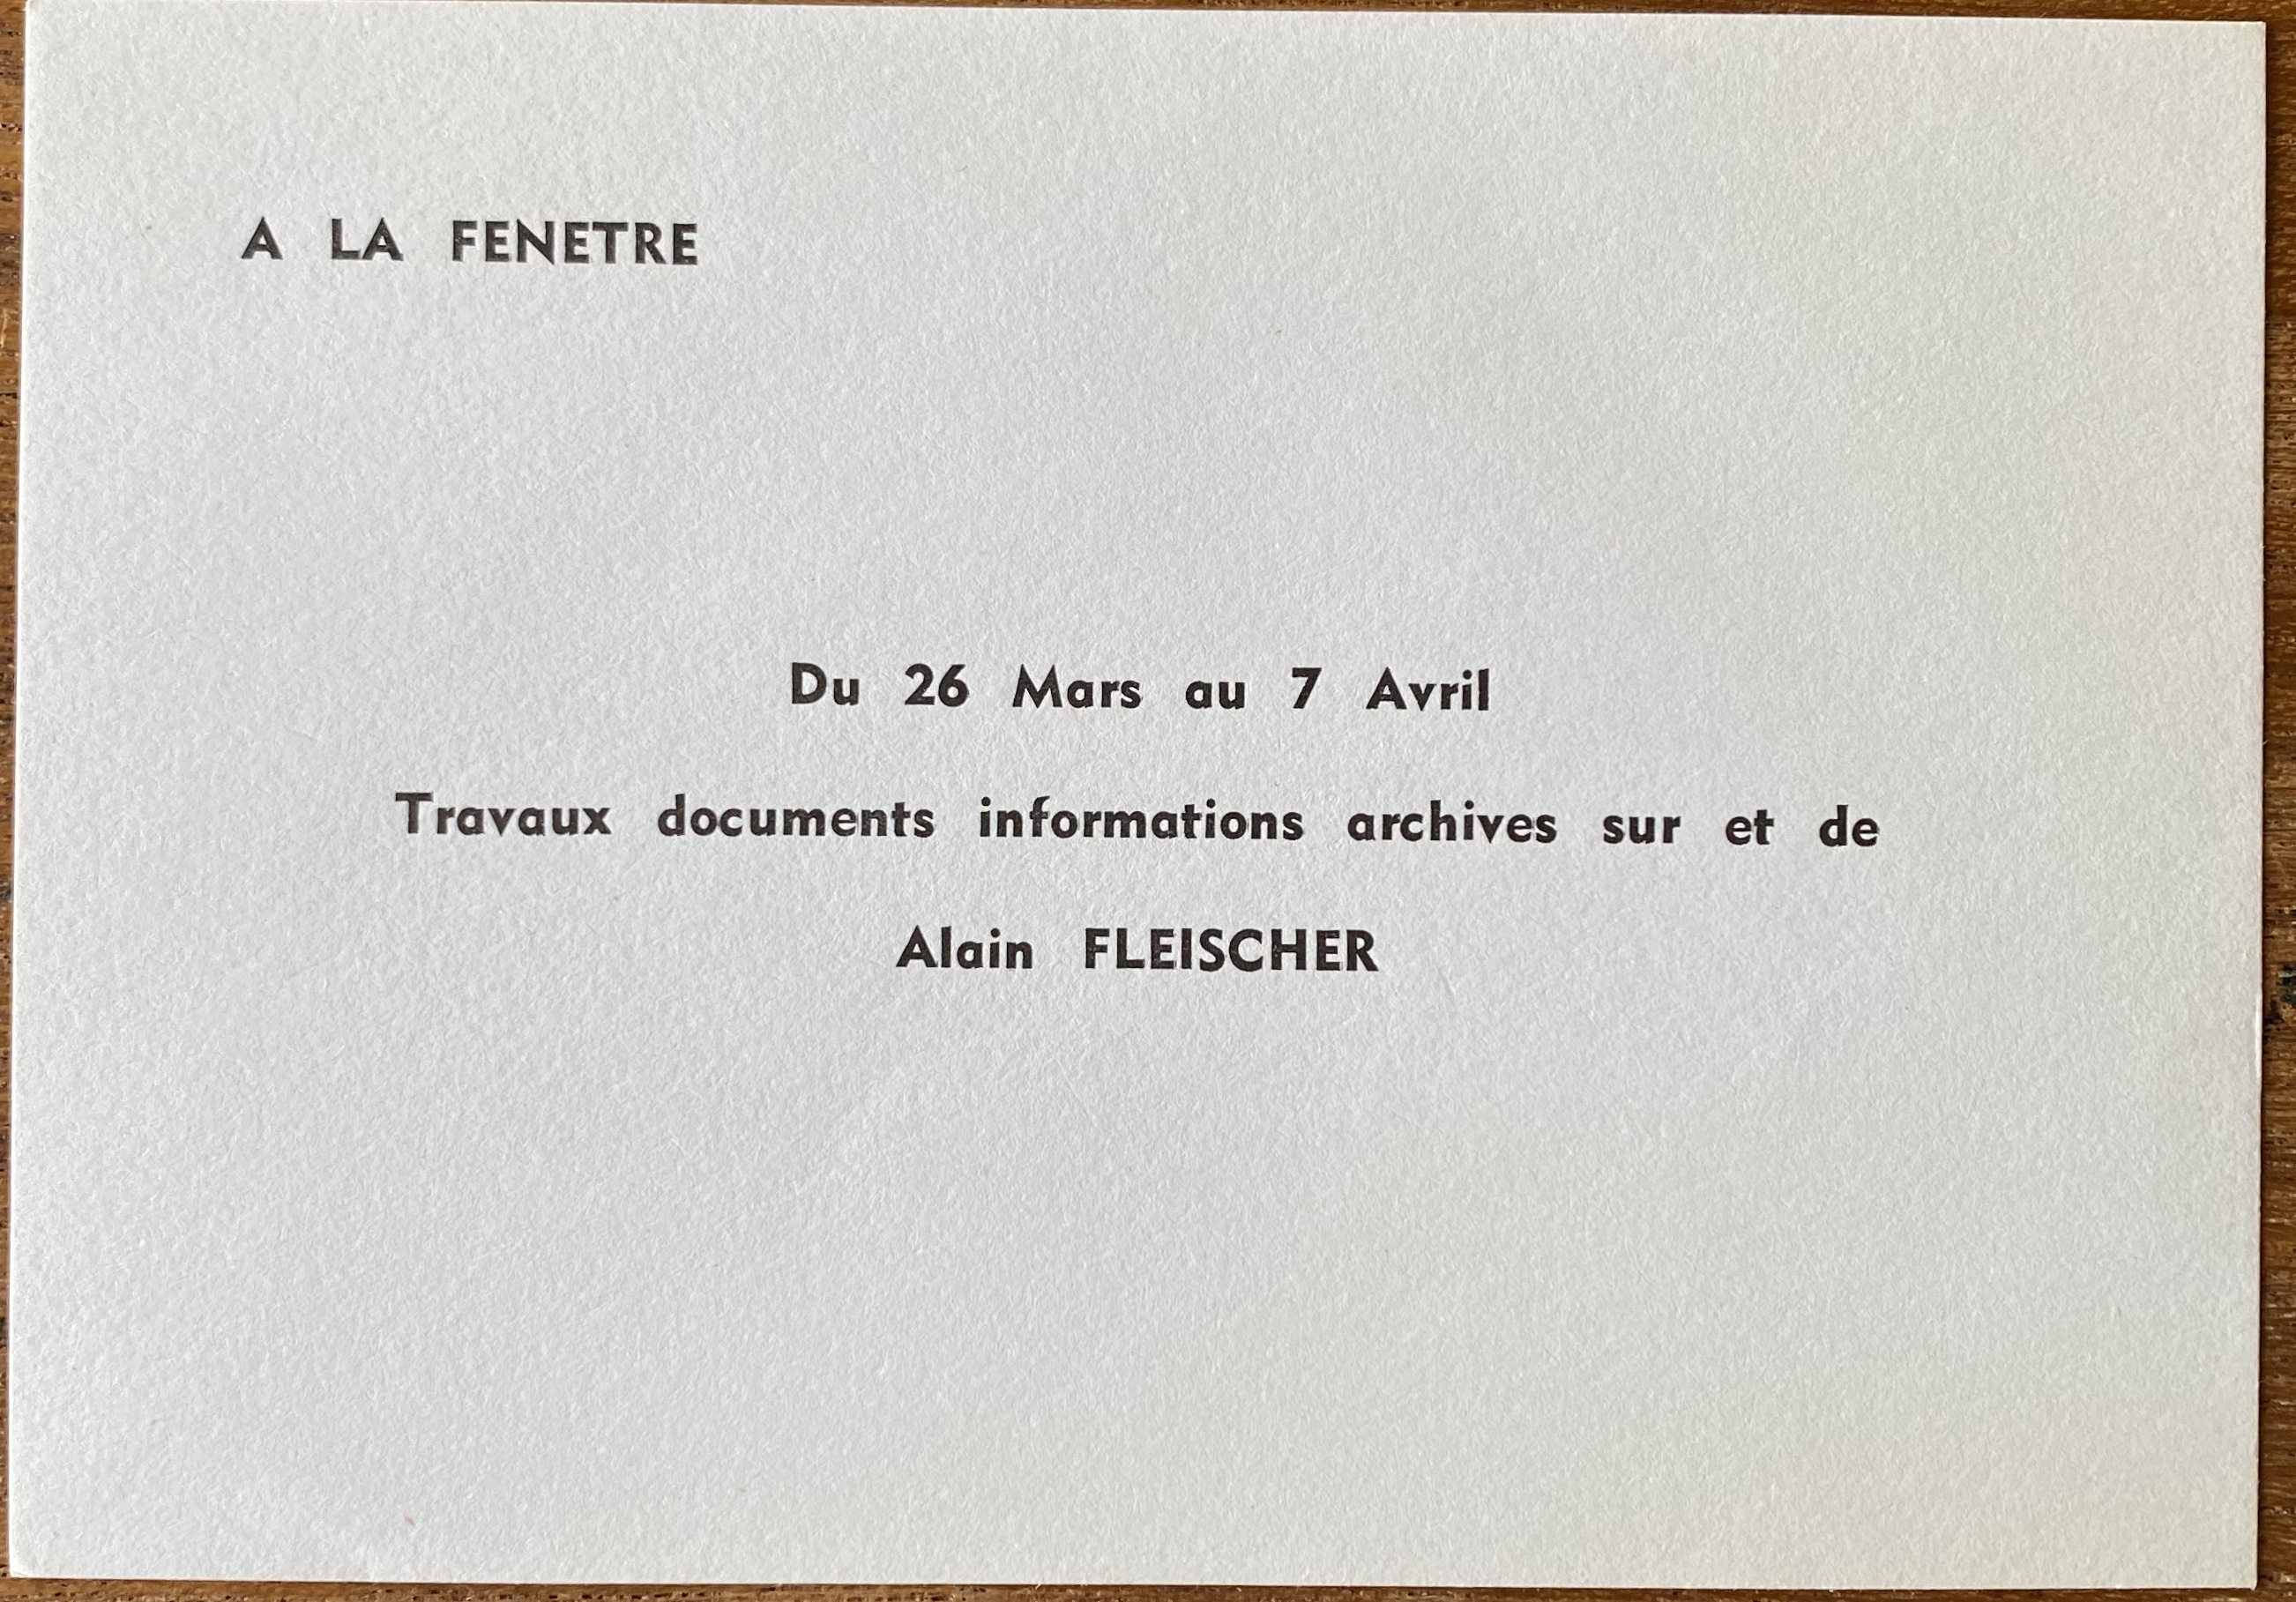 A LA FENETRE
Du 26 Mars au 7 Avril
Travaux documents informations archives sur et de
Alain FLEISCHER